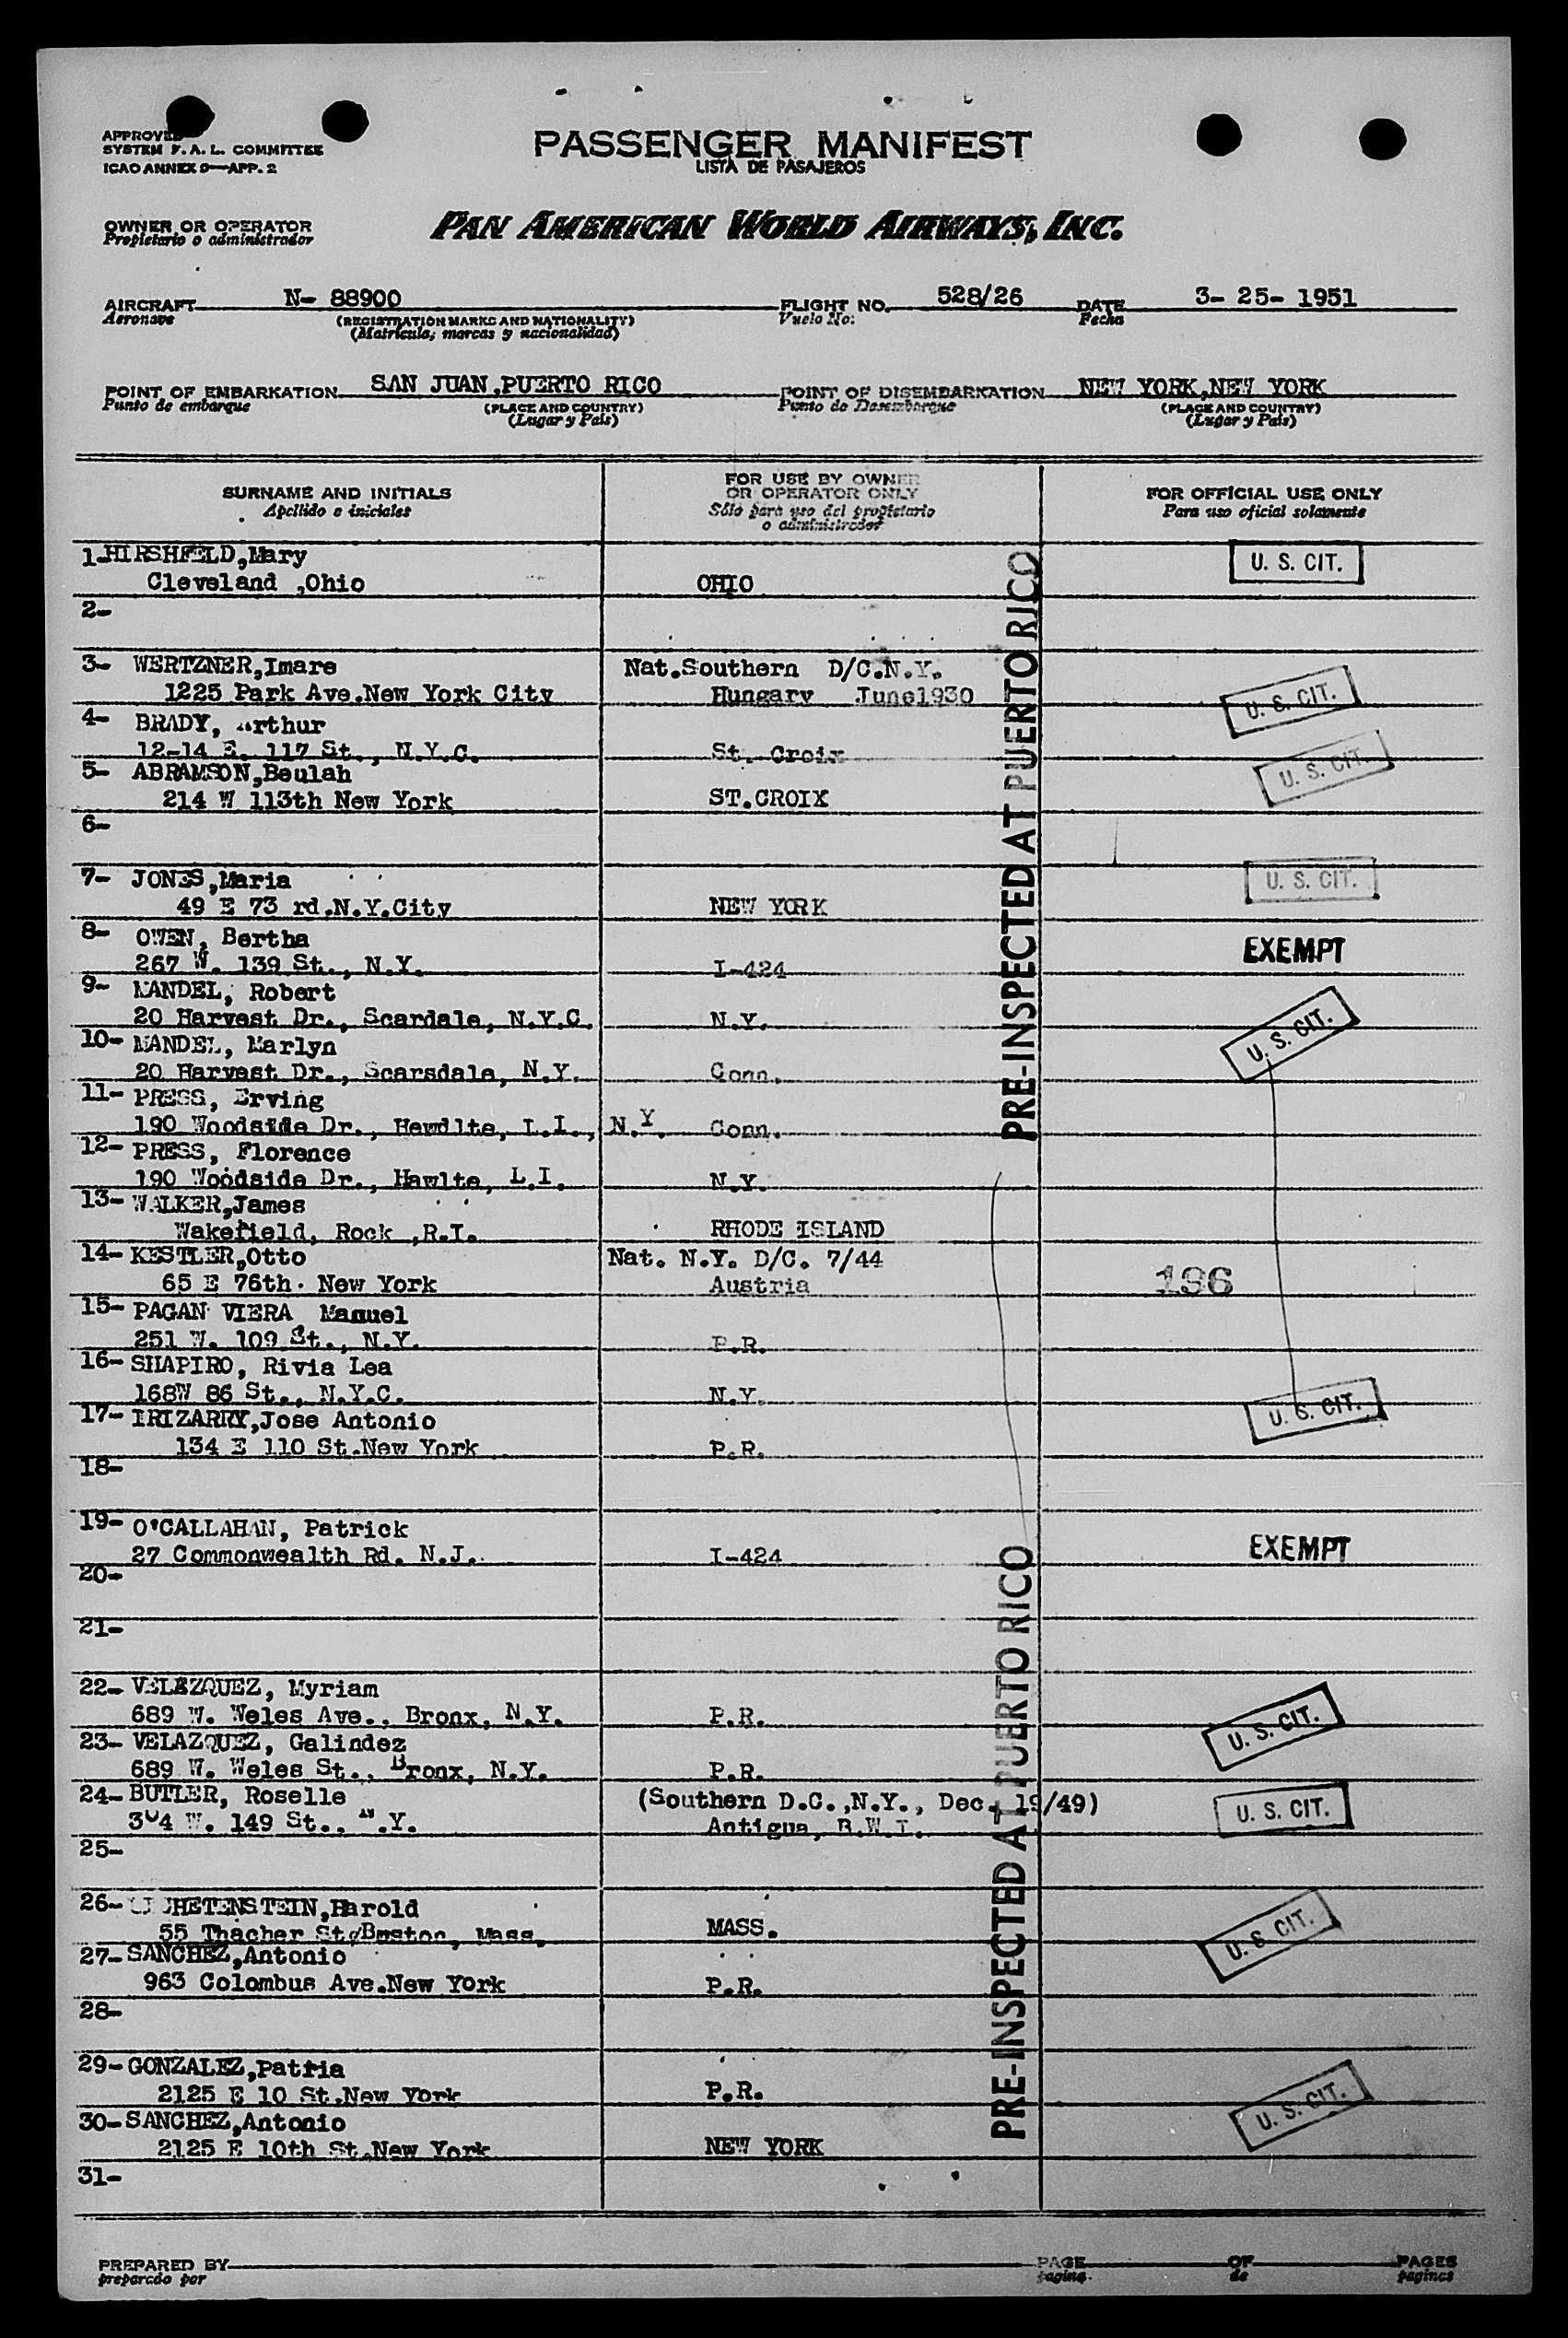 APPROVED
SYSTEM F. A. L. COMMITTEE
ICAO ANNEX 9—APP. 2
PASSENGER MANIFEST
LISTA DE PASAJEROS
OWNER OR OPERATOR
Propietario o administrador
PAN AMERICAN WORLD AIRWAYS, INC.
AIRCRAFT N- 88900 FLIGHT NO. 528/26 DATE 3- 25- 1951
Aeronave (REGISTRATION MARKS AND NATIONALITY) Vuelo No: Fecha
(Matrícula; marcas y nacionalidad)
POINT OF EMBARKATION SAN JUAN,PUERTO RICO POINT OF DISEMBARKATION NEW YORK,NEW YORK
Punto de embarque (PLACE AND COUNTRY) Punto de Desembarque (PLACE AND COUNTRY)
(Lugar y País) (Lugar y País)
SURNAME AND INITIALS
Apellido e iniciales
FOR USE BY OWNER
OR OPERATOR ONLY
Sólo para uso del propietario
o administrador
FOR OFFICIAL USE ONLY
Para uso oficial solamente
1-HIRSHFELD,Mary U. S. CIT.
Cleveland ,Ohio OHIO
2-
3- WERTZNER,Imare Nat.Southern D/C.N.Y.
1225 Park Ave.New York City Hungary June1930 U. S. CIT.
4- BRADY, Arthur
12-14 E. 117 St., N.Y.C. St. Croix U. S. CIT.
5- ABRAMSON,Beulah
214 W 113th New York ST.CROIX
6-
7- JONES,Maria U. S. CIT.
49 E 73 rd.N.Y.City NEW YORK
8- OWEN, Bertha EXEMPT
267 W. 139 St., N.Y. I-424
9- MANDEL, Robert
20 Harvest Dr., Scardale, N.Y.C. N.Y. U. S. CIT.
10- MANDEL, Marlyn
20 Harvest Dr., Scarsdale, N.Y. Conn.
11- PRESS, Erving
190 Woodside Dr., Hewdlte, L.I., N.Y. Conn.
12- PRESS, Florence
190 Woodside Dr., Hawlte, L.I. N.Y.
13- WALKER,James
Wakefield, Rock ,R.I. RHODE ISLAND
14- KESTLER,Otto Nat. N.Y. D/C. 7/44
65 E 76th. New York Austria 196
15- PAGAN VIERA, Manuel
251 W. 109 St., N.Y. P.R.
16- SHAPIRO, Rivia Lea
168W 86 St., N.Y.C. N.Y.
17- IRIZARRY,Jose Antonio U. S. CIT.
134 E 110 St.New York P.R.
18-
19- O'CALLAHAN, Patrick EXEMPT
27 Commonwealth Rd. N.J. I-424
20-
21-
22- VELAZQUEZ, Myriam
689 W. Weles Ave., Bronx, N.Y. P.R. U. S. CIT.
23- VELAZQUEZ, Galindez
689 W. Weles St., Bronx, N.Y. P.R.
24- BUTLER, Roselle (Southern D.C.,N.Y., Dec. 19/49) U. S. CIT.
304 W. 149 St., N.Y. Antigua, B.W.I.
25-
26- HETENSTEIN,Harold
55 Thacher St/Boston, Mass. MASS. U. S. CIT.
27- SANCHEZ,Antonio
963 Colombus Ave.New York P.R.
28-
29- GONZALEZ,Patria
2125 E 10 St.New York P.R. U. S. CIT.
30- SANCHEZ,Antonio
2125 E 10th St.New York NEW YORK
31-
PRE-INSPECTED AT PUERTO RICO
PRE-INSPECTED AT PUERTO RICO
PREPARED BY PAGE OF PAGES
preparado por pagina de paginas